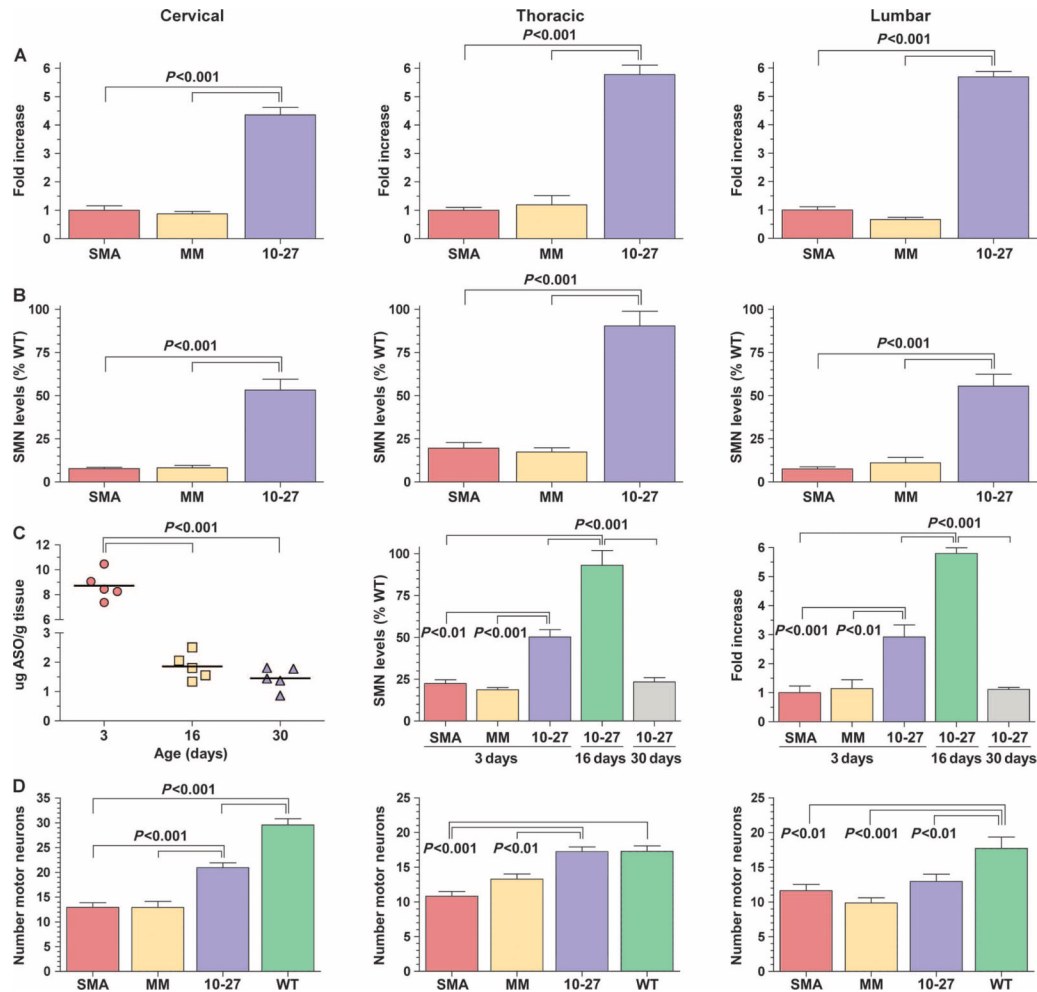 Cervical
Thoracic
Lumbar
A
Fold increase
6
5
4
3
2
1
0
P<0.001
SMA
MM
10-27
Fold increase
6
5
4
3
2
1
0
P<0.001
SMA
MM
10-27
Fold increase
6
5
4
3
2
1
0
P<0.001
SMA
MM
10-27
B
SMN levels (% WT)
100
75
50
25
0
P<0.001
SMA
MM
10-27
SMN levels (% WT)
100
75
50
25
0
P<0.001
SMA
MM
10-27
SMN levels (% WT)
100
75
50
25
0
P<0.001
SMA
MM
10-27
C
ug ASO/g tissue
12
11
10
9
8
3
2
1
0
P<0.001
3
16
30
Age (days)
SMN levels (% WT)
100
75
50
25
0
P<0.001
P<0.01
P<0.001
SMA
MM
10-27
10-27
10-27
3 days
16 days
30 days
Fold increase
6
5
4
3
2
1
0
P<0.001
P<0.001
P<0.01
SMA
MM
10-27
10-27
10-27
3 days
16 days
30 days
D
Number motor neurons
35
30
25
20
15
10
5
0
P<0.001
P<0.001
SMA
MM
10-27
WT
Number motor neurons
25
20
15
10
5
0
P<0.001
P<0.01
SMA
MM
10-27
WT
Number motor neurons
25
20
15
10
5
0
P<0.01
P<0.001
P<0.01
SMA
MM
10-27
WT